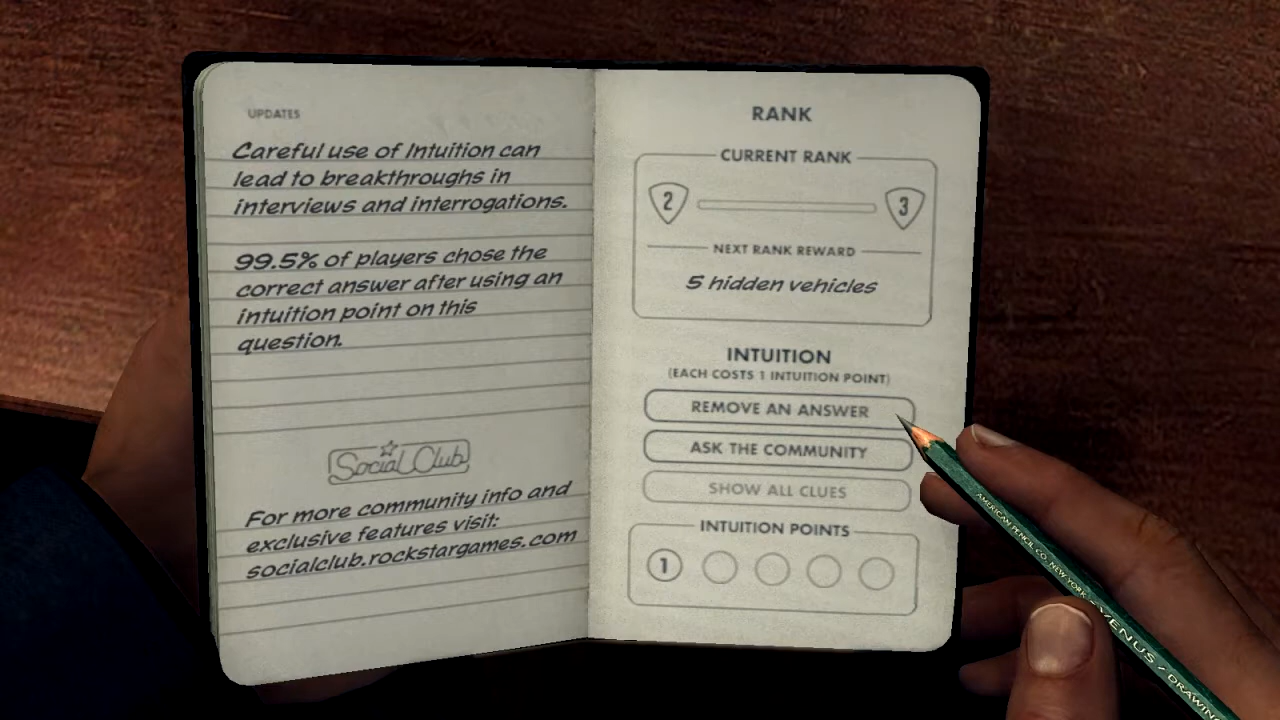 UPDATES
Careful use of Intuition can
lead to breakthroughs in
interviews and interrogations.
99.5% of players chose the
correct answer after using an
intuition point on this
question.
Social Club
For more community info and
exclusive features visit:
socialclub.rockstargames.com
RANK
CURRENT RANK
2 3
NEXT RANK REWARD
5 hidden vehicles
INTUITION
(EACH COSTS 1 INTUITION POINT)
REMOVE AN ANSWER
ASK THE COMMUNITY
SHOW ALL CLUES
INTUITION POINTS
1
AMERICAN PENCIL CO. NEW YORK VENUS / DRAWING